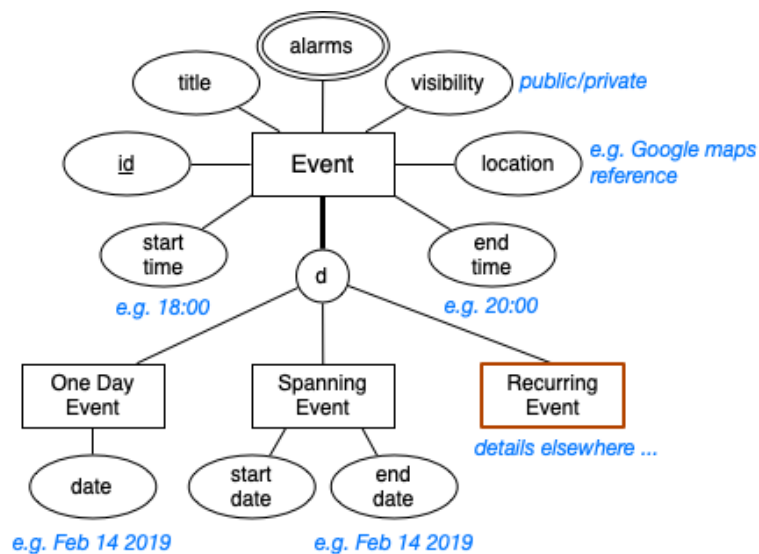 alarms
title
visibility
public/private
id
Event
location
e.g. Google maps
reference
start
time
end
time
d
e.g. 18:00
e.g. 20:00
One Day
Event
Spanning
Event
Recurring
Event
details elsewhere ...
date
start
date
end
date
e.g. Feb 14 2019
e.g. Feb 14 2019